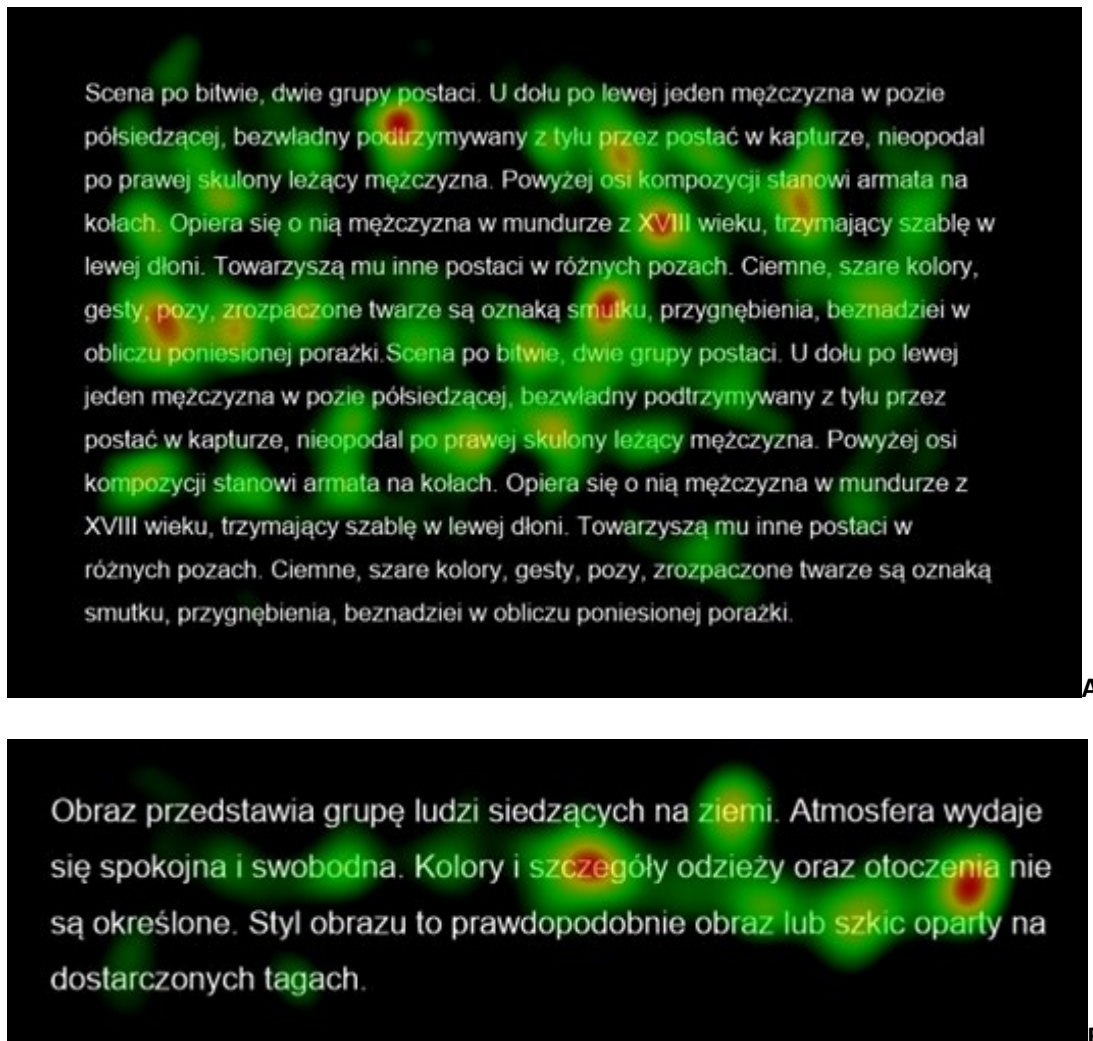 Scena po bitwie, dwie grupy postaci. U dołu po lewej jeden mężczyzna w pozie
półsiedzącej, bezwładny podtrzymywany z tyłu przez postać w kapturze, nieopodal
po prawej skulony leżący mężczyzna. Powyżej osi kompozycji stanowi armata na
kołach. Opiera się o nią mężczyzna w mundurze z XVIII wieku, trzymający szablę w
lewej dłoni. Towarzyszą mu inne postaci w różnych pozach. Ciemne, szare kolory,
gesty, pozy, zrozpaczone twarze są oznaką smutku, przygnębienia, beznadziei w
obliczu poniesionej porażki.Scena po bitwie, dwie grupy postaci. U dołu po lewej
jeden mężczyzna w pozie półsiedzącej, bezwładny podtrzymywany z tyłu przez
postać w kapturze, nieopodal po prawej skulony leżący mężczyzna. Powyżej osi
kompozycji stanowi armata na kołach. Opiera się o nią mężczyzna w mundurze z
XVIII wieku, trzymający szablę w lewej dłoni. Towarzyszą mu inne postaci w
różnych pozach. Ciemne, szare kolory, gesty, pozy, zrozpaczone twarze są oznaką
smutku, przygnębienia, beznadziei w obliczu poniesionej porażki.
A
Obraz przedstawia grupę ludzi siedzących na ziemi. Atmosfera wydaje
się spokojna i swobodna. Kolory i szczegóły odzieży oraz otoczenia nie
są określone. Styl obrazu to prawdopodobnie obraz lub szkic oparty na
dostarczonych tagach.